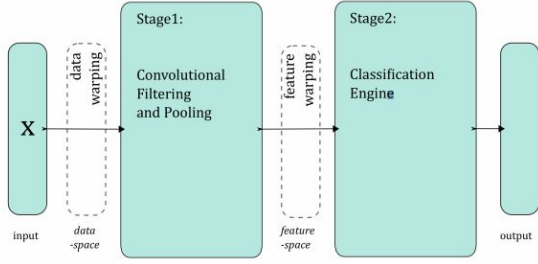 Stage1:
Convolutional
Filtering
and Pooling
Stage2:
Classification
Engine
data
warping
feature
warping
X
input
data
-space
feature
-space
output